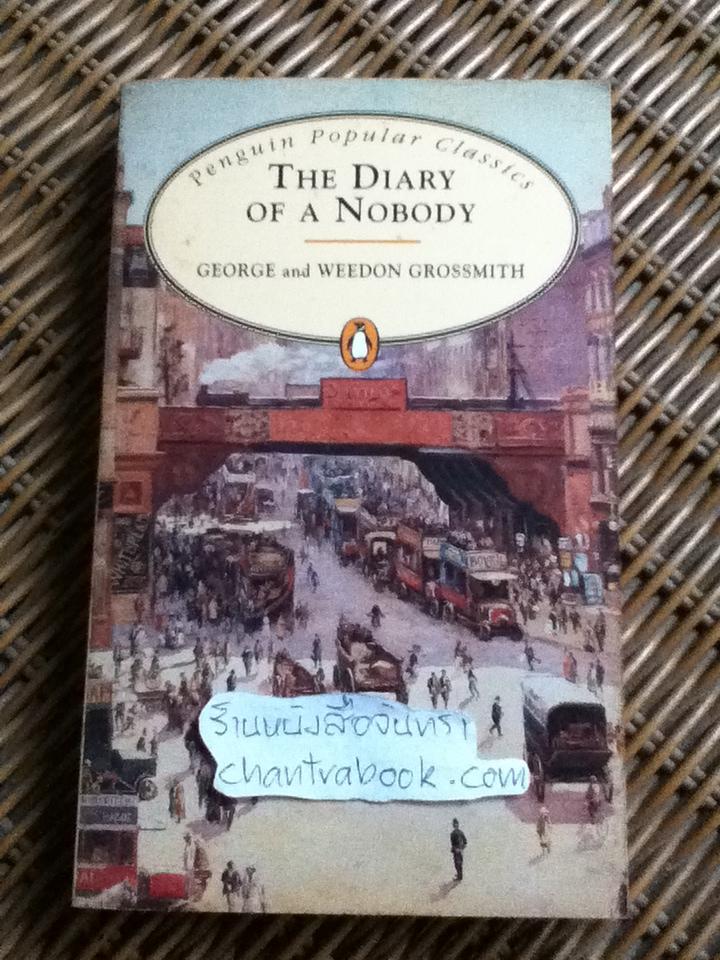 Penguin Popular Classics
THE DIARY
OF A NOBODY
GEORGE and WEEDON GROSSMITH
ร้านหนังสือจันทรา
chantrabook.com